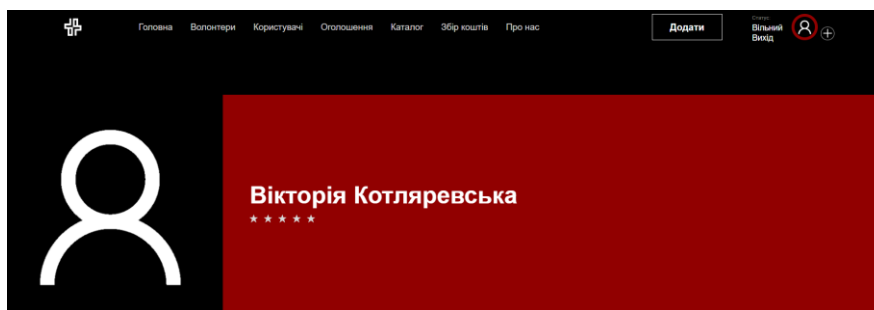 Головна Волонтери Користувачі Оголошення Каталог Збір коштів Про нас
Додати
Статус
Вільний
Вихід
Вікторія Котляревська